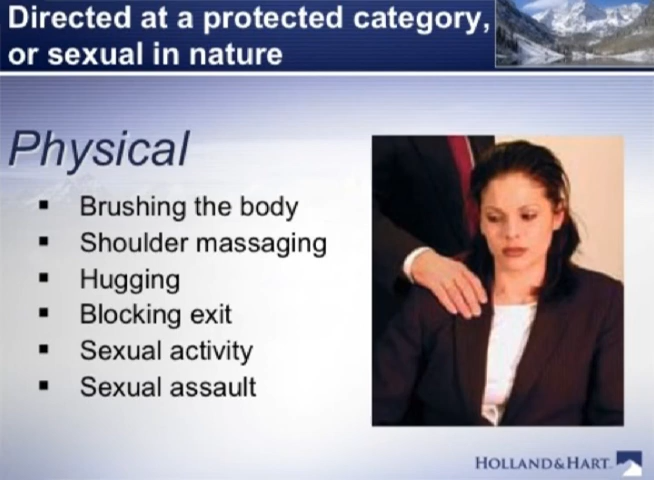 Directed at a protected category,
or sexual in nature
Physical
▪ Brushing the body
▪ Shoulder massaging
▪ Hugging
▪ Blocking exit
▪ Sexual activity
▪ Sexual assault
HOLLAND&HART